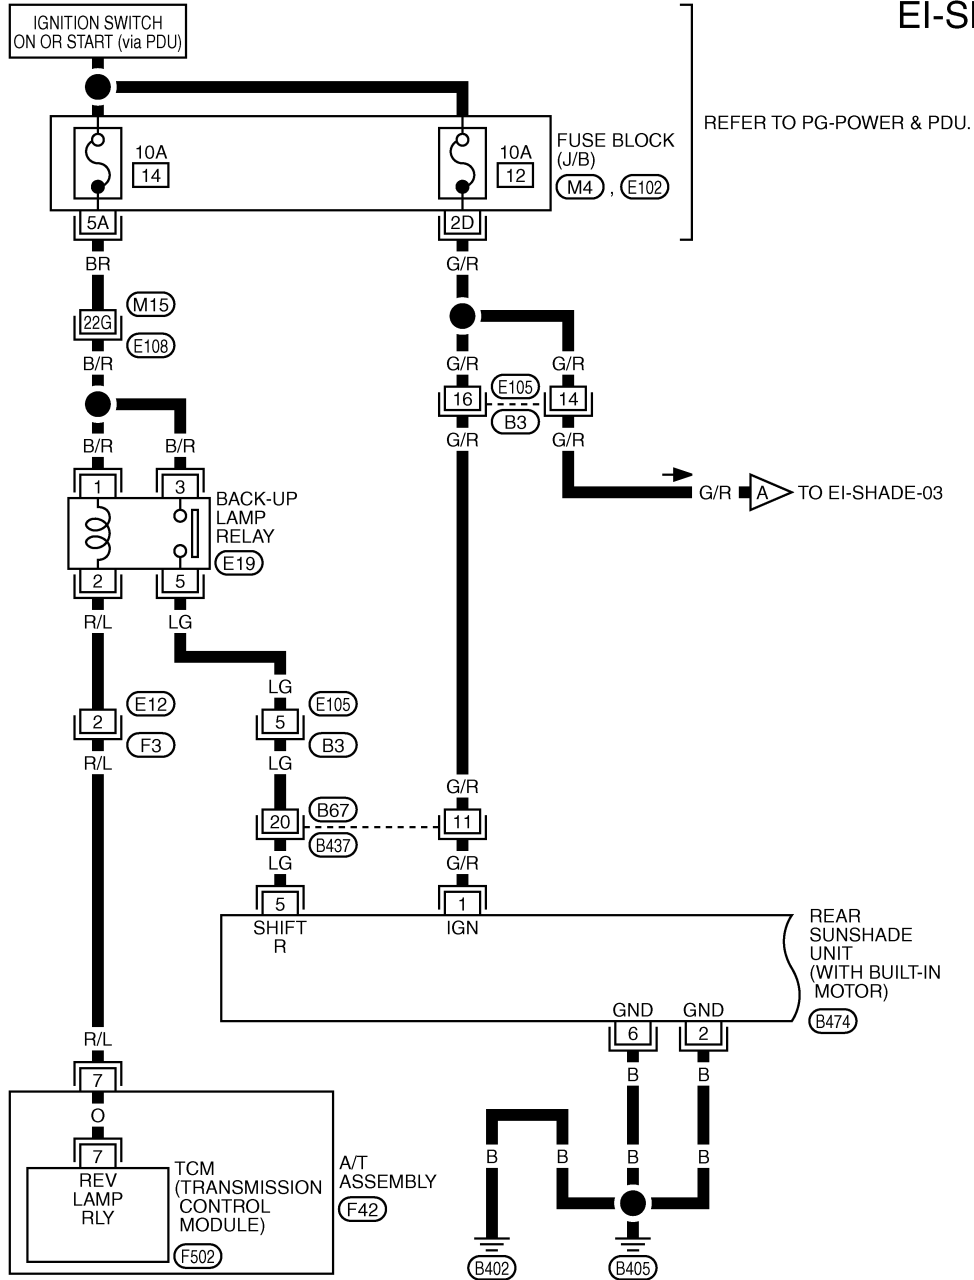 EI-S
IGNITION SWITCH
ON OR START (via PDU)
REFER TO PG-POWER & PDU.
FUSE BLOCK
(J/B)
M4 , E102
10A
14
10A
12
5A
2D
BR
G/R
M15
22G
E108
B/R
G/R
G/R
16
E105
14
B3
G/R
G/R
B/R
B/R
1
3
BACK-UP
LAMP
RELAY
E19
G/R
A
TO EI-SHADE-03
2
5
R/L
LG
LG
E12
2
F3
E105
5
B3
R/L
LG
G/R
B67
20
11
B437
LG
G/R
5
1
SHIFT
R
IGN
REAR
SUNSHADE
UNIT
(WITH BUILT-IN
MOTOR)
B474
GND
GND
6
2
R/L
B
B
7
O
7
REV
LAMP
RLY
TCM
(TRANSMISSION
CONTROL
MODULE)
F502
A/T
ASSEMBLY
F42
B
B
B
B
B402
B405